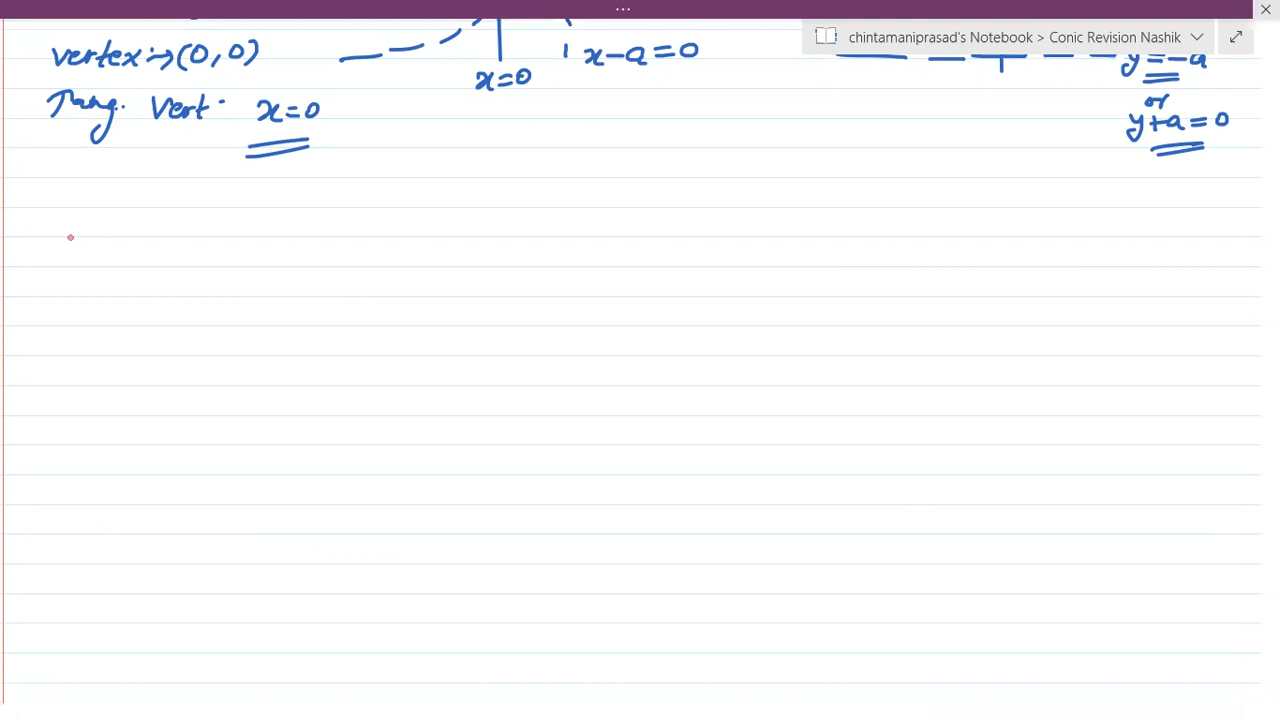 ...
chintamaniprasad's Notebook > Conic Revision Nashik
vertex :→ (0, 0)
x=0
x-a=0
y=-a
or
y+a=0
Tang. Vert. x=0